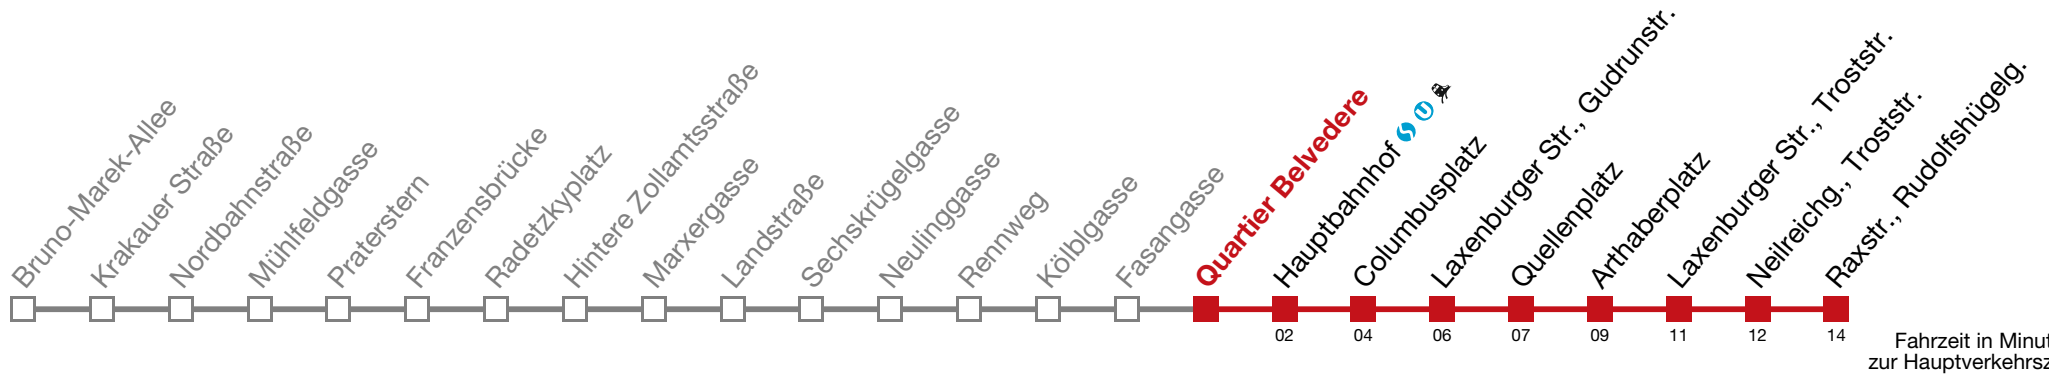 Bruno-Marek-Allee
Krakauer Straße
Nordbahnstraße
Mühlfeldgasse
Praterstern
Franzensbrücke
Radetzkyplatz
Hintere Zollamtsstraße
Marxergasse
Landstraße
Sechskrügelgasse
Neulinggasse
Rennweg
Kölblgasse
Fasangasse
Quartier Belvedere
Hauptbahnhof S U
Columbusplatz
Laxenburger Str., Gudrunstr.
Quellenplatz
Arthaberplatz
Laxenburger Str., Troststr.
Neilreichg., Troststr.
Raxstr., Rudolfshügelg.
02 04 06 07 09 11 12 14
Fahrzeit in Minut
zur Hauptverkehrsz